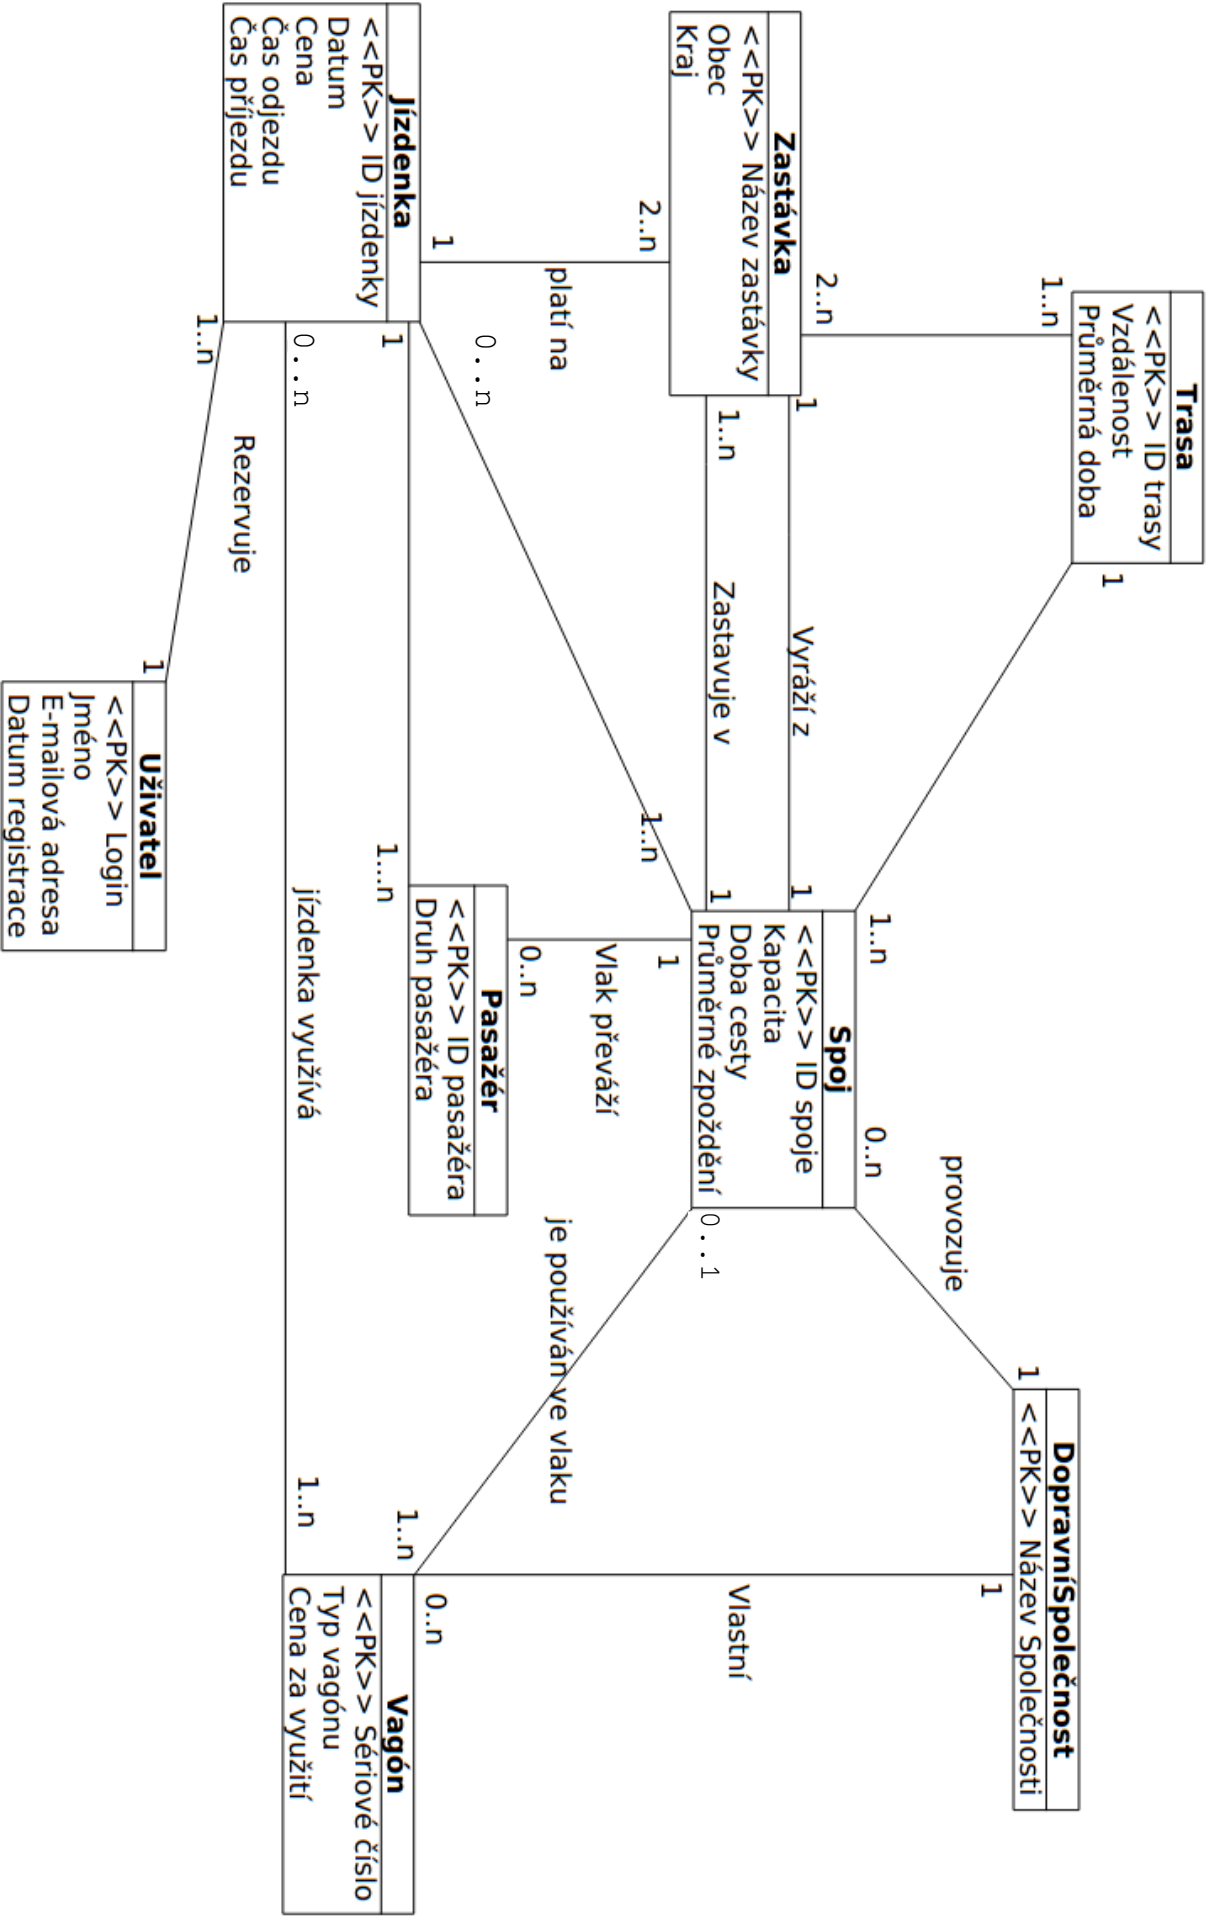 Trasa
<<PK>> ID trasy
Vzdálenost
Průměrná doba
1..n
1
DopravníSpolečnost
<<PK>> Název Společnosti
1
1
provozuje
2..n
1..n
0..n
Zastávka
<<PK>> Název zastávky
Obec
Kraj
1
Vyráží z
1
1..n
Zastavuje v
1
Spoj
<<PK>> ID spoje
Kapacita
Doba cesty
Průměrné zpoždění
0..1
Vlastní
2..n
1..n
1
platí na
Vlak převáží
je používán ve vlaku
1
0..n
0..n
0..n
Jízdenka
<<PK>> ID jízdenky
Datum
Cena
Čas odjezdu
Čas příjezdu
1
1...n
Pasažér
<<PK>> ID pasažéra
Druh pasažéra
1..n
Vagón
<<PK>> Sériové číslo
Typ vagónu
Cena za využití
0..n
jízdenka využívá
1..n
Rezervuje
1..n
1
Uživatel
<<PK>> Login
Jméno
E-mailová adresa
Datum registrace